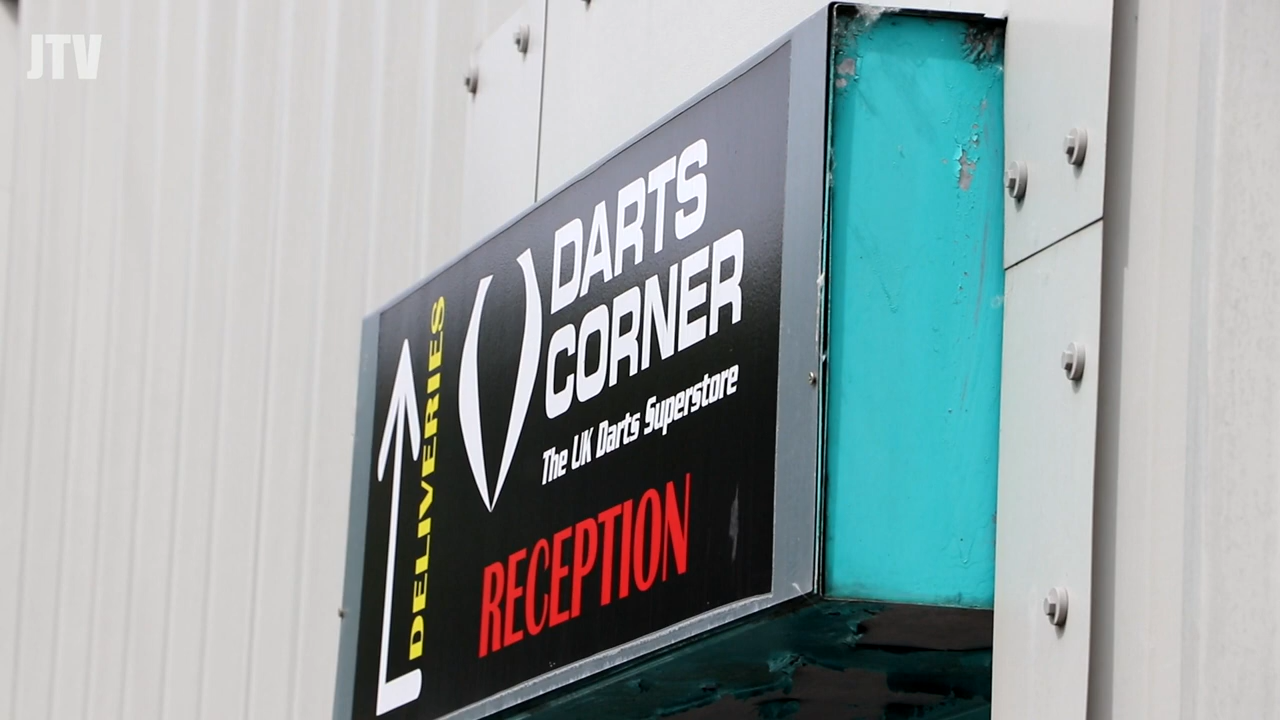 JTV
DELIVERIES
DARTS
CORNER
The UK Darts Superstore
RECEPTION